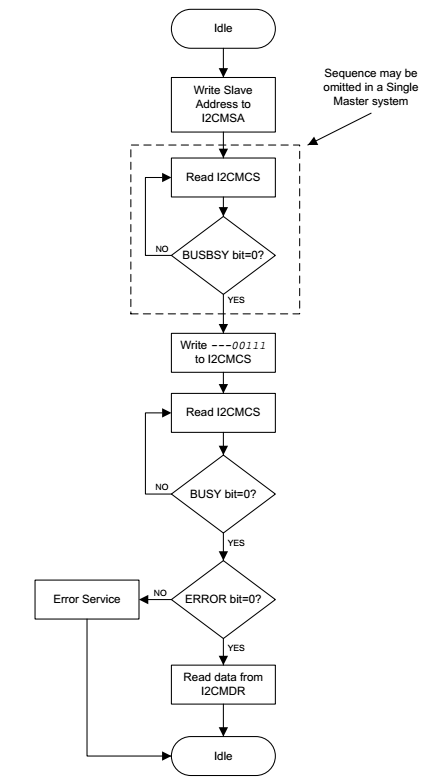 Idle
Write Slave
Address to
I2CMSA
Sequence may be
omitted in a Single
Master system
Read I2CMCS
BUSBSY bit=0?
NO
YES
Write ---00111
to I2CMCS
Read I2CMCS
BUSY bit=0?
NO
YES
Error Service
NO
ERROR bit=0?
YES
Read data from
I2CMDR
Idle